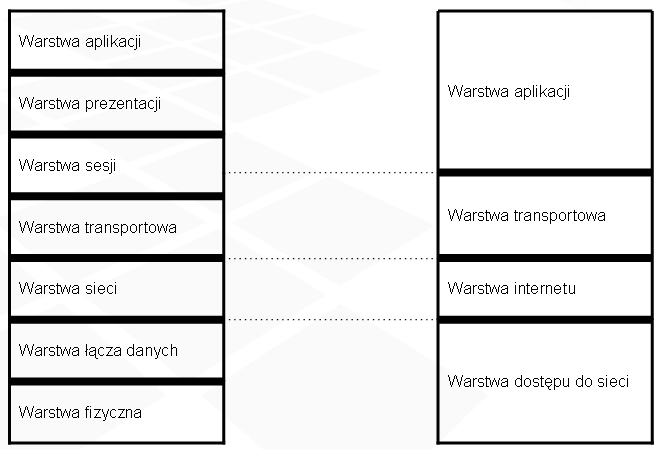 Warstwa aplikacji
Warstwa prezentacji
Warstwa sesji
Warstwa transportowa
Warstwa sieci
Warstwa łącza danych
Warstwa fizyczna
Warstwa aplikacji
Warstwa transportowa
Warstwa internetu
Warstwa dostępu do sieci